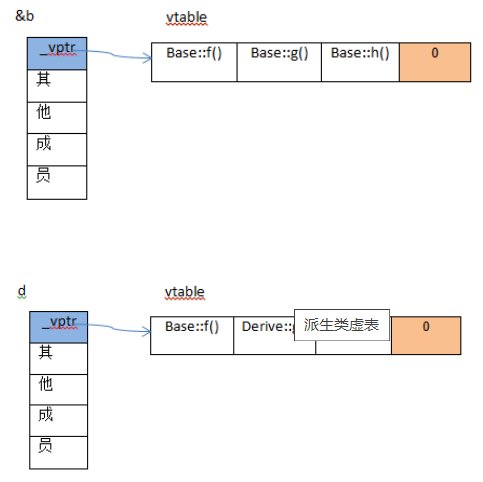 &b
vtable
_vptr
Base::f()
Base::g()
Base::h()
0
其
他
成
员
d
vtable
_vptr
Base::f()
Derive::
派生类虚表
0
其
他
成
员